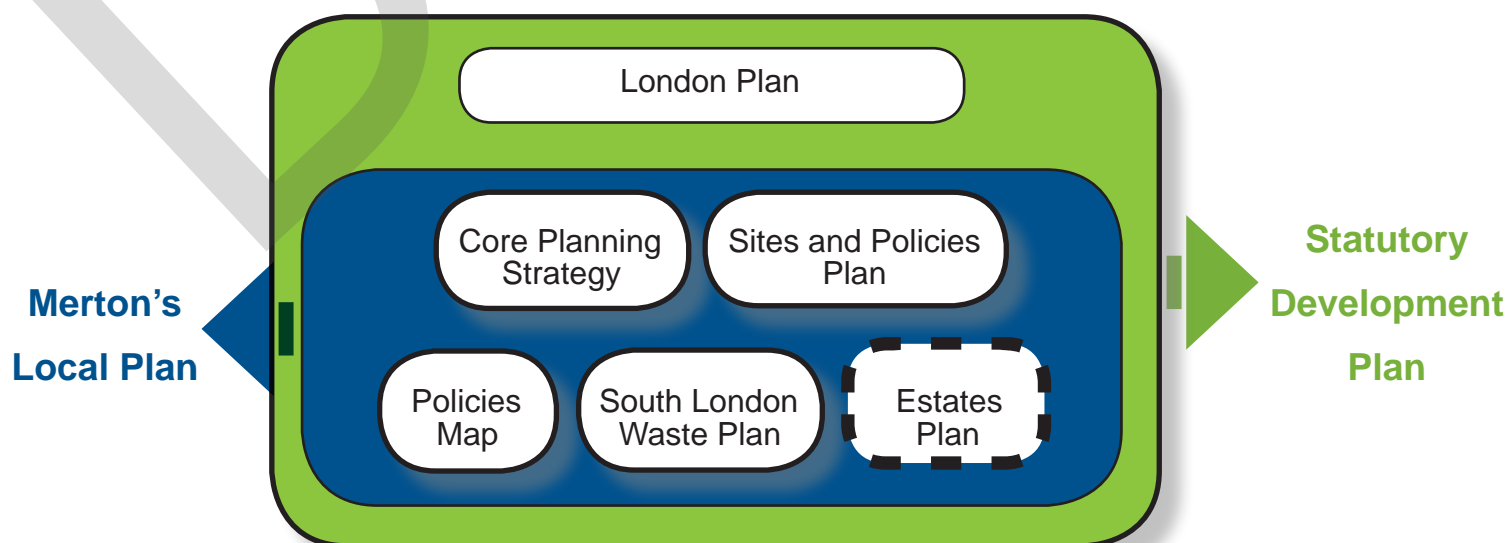 London Plan
Core Planning
Strategy
Sites and Policies
Plan
Merton’s
Local Plan
Statutory
Development
Plan
Policies
Map
South London
Waste Plan
Estates
Plan